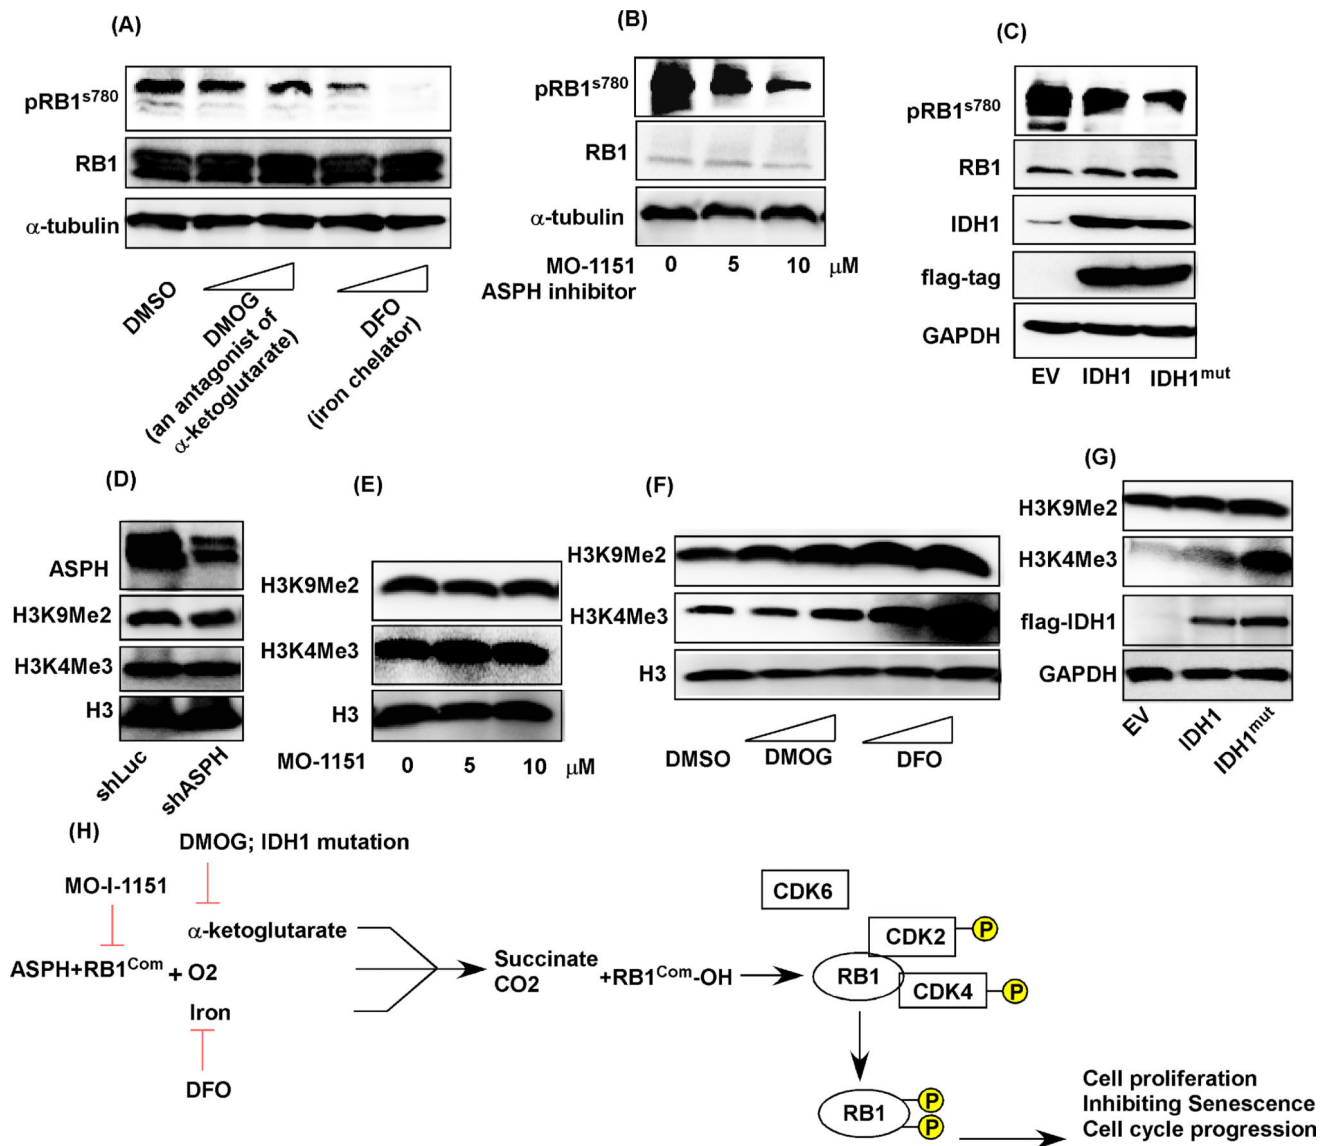 (A)
pRB1s780
RB1
α-tubulin
DMSO
DMOG
(an antagonist of
α-ketoglutarate)
DFO
(iron chelator)
(B)
pRB1s780
RB1
α-tubulin
MO-1151 0 5 10 μM
ASPH inhibitor
(C)
pRB1s780
RB1
IDH1
flag-tag
GAPDH
EV IDH1 IDH1mut
(D)
ASPH
H3K9Me2
H3K4Me3
H3
shLuc
shASPH
(E)
H3K9Me2
H3K4Me3
H3
MO-1151 0 5 10 μM
(F)
H3K9Me2
H3K4Me3
H3
DMSO DMOG DFO
(G)
H3K9Me2
H3K4Me3
flag-IDH1
GAPDH
EV
IDH1
IDH1mut
(H)
DMOG; IDH1 mutation
MO-I-1151
α-ketoglutarate
ASPH+RB1Com + O2
Iron
DFO
Succinate
CO2
+RB1Com-OH
CDK6
CDK2 P
RB1
CDK4 P
RB1 P
P
Cell proliferation
Inhibiting Senescence
Cell cycle progression